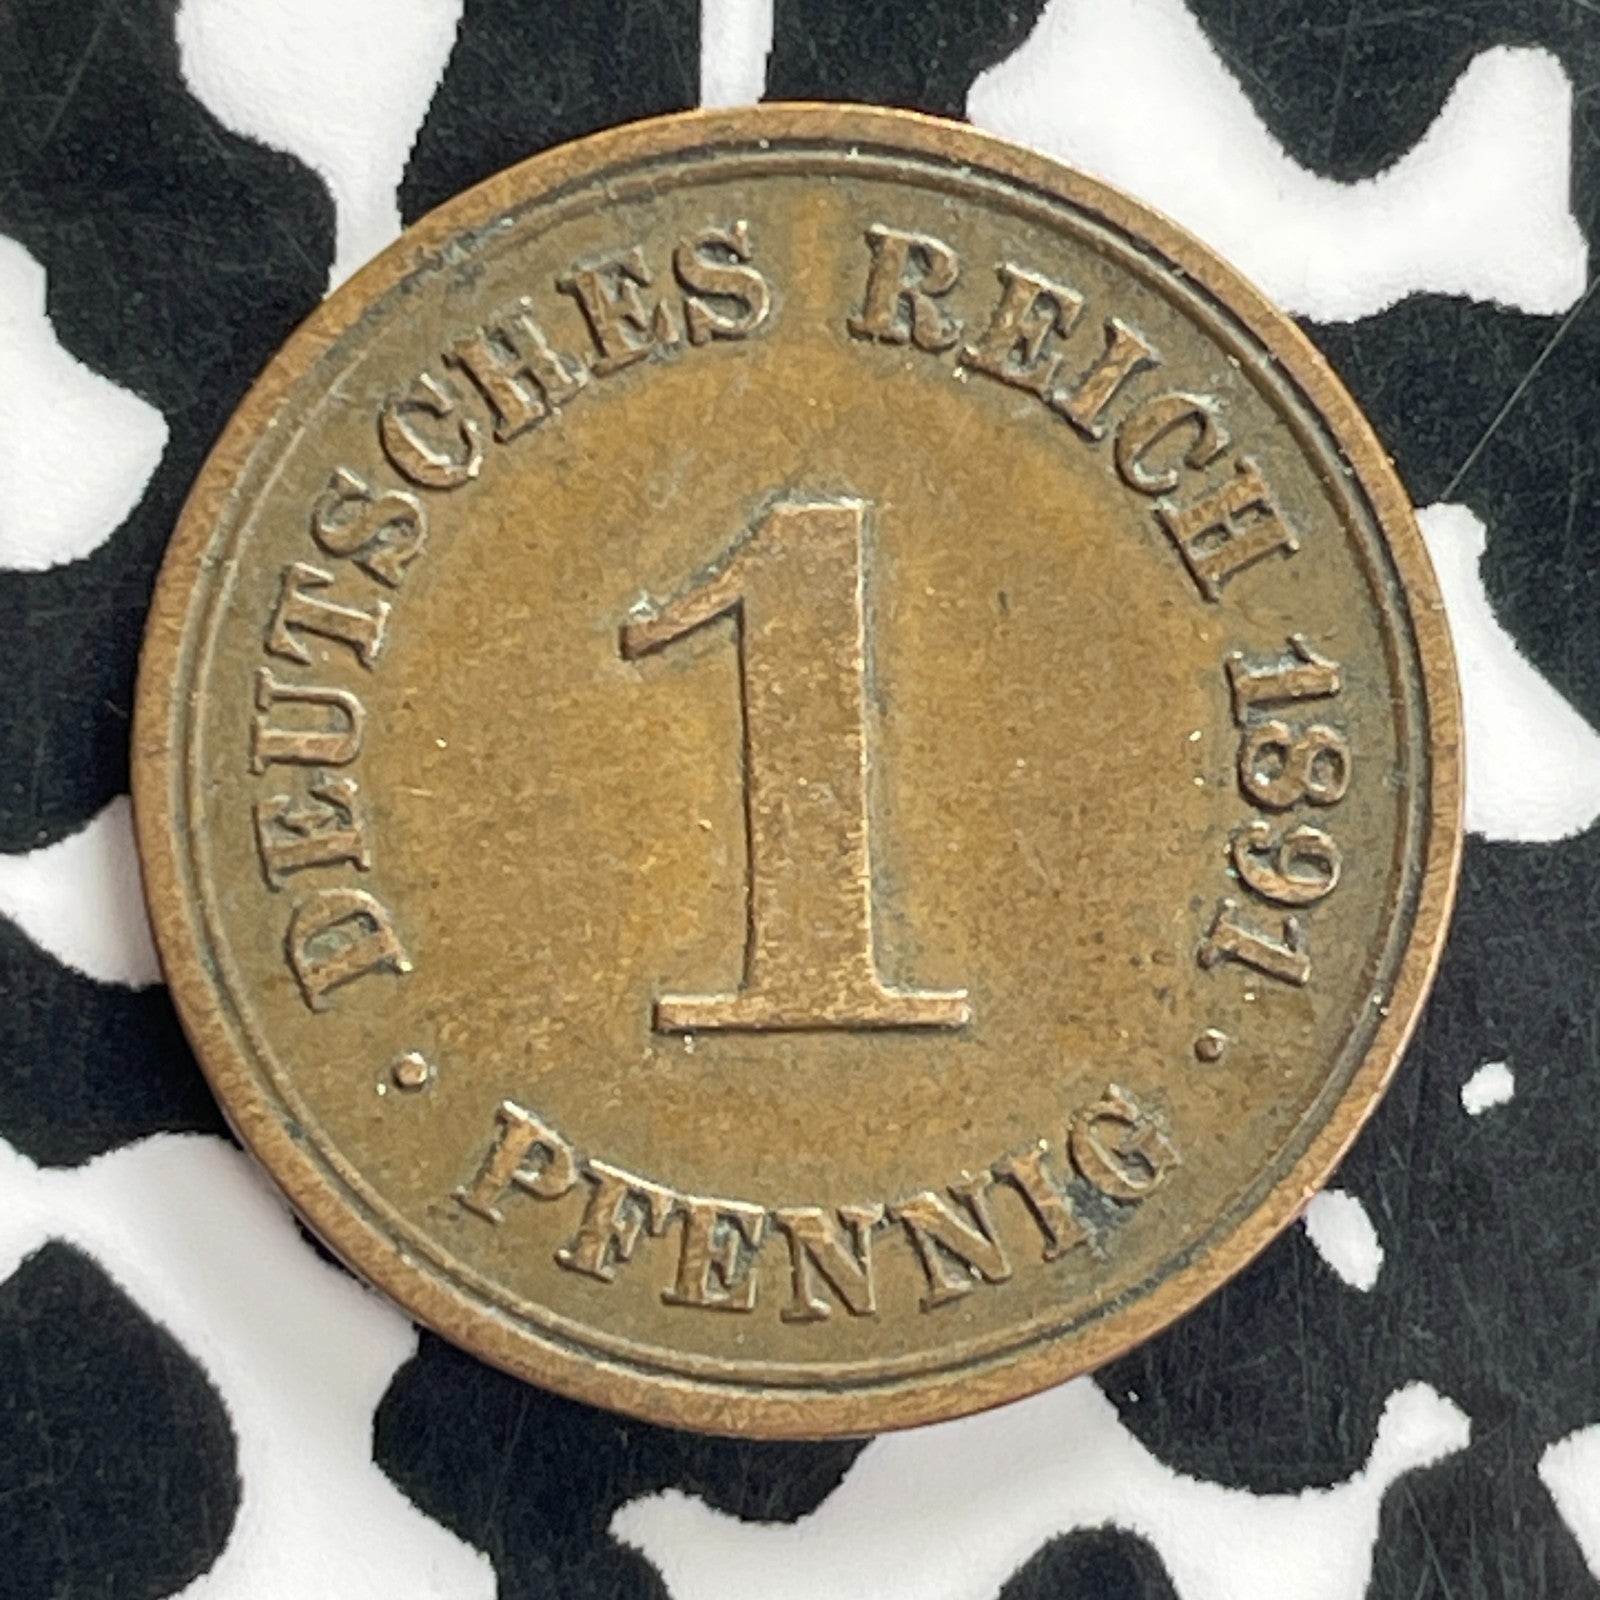 DEUTSCHES REICH 1891
1
· PFENNIG ·